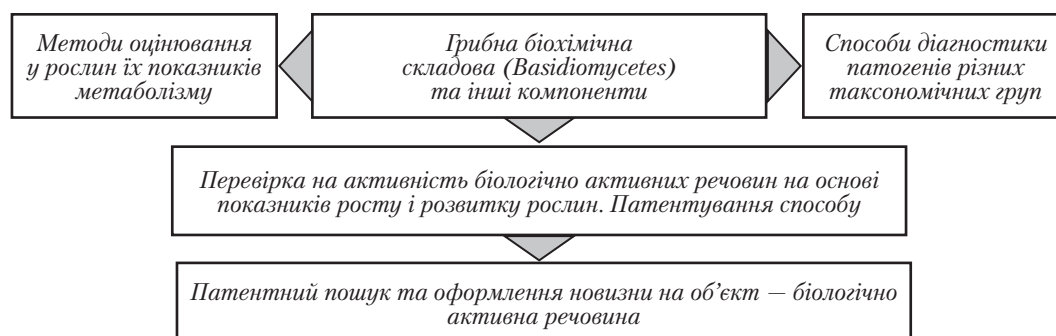 Методи оцінювання
у рослин їх показників
метаболізму
Грибна біохімічна
складова (Basidiomycetes)
та інші компоненти
Способи діагностики
патогенів різних
таксономічних груп
Перевірка на активність біологічно активних речовин на основі
показників росту і розвитку рослин. Патентування способу
Патентний пошук та оформлення новизни на об’єкт — біологічно
активна речовина